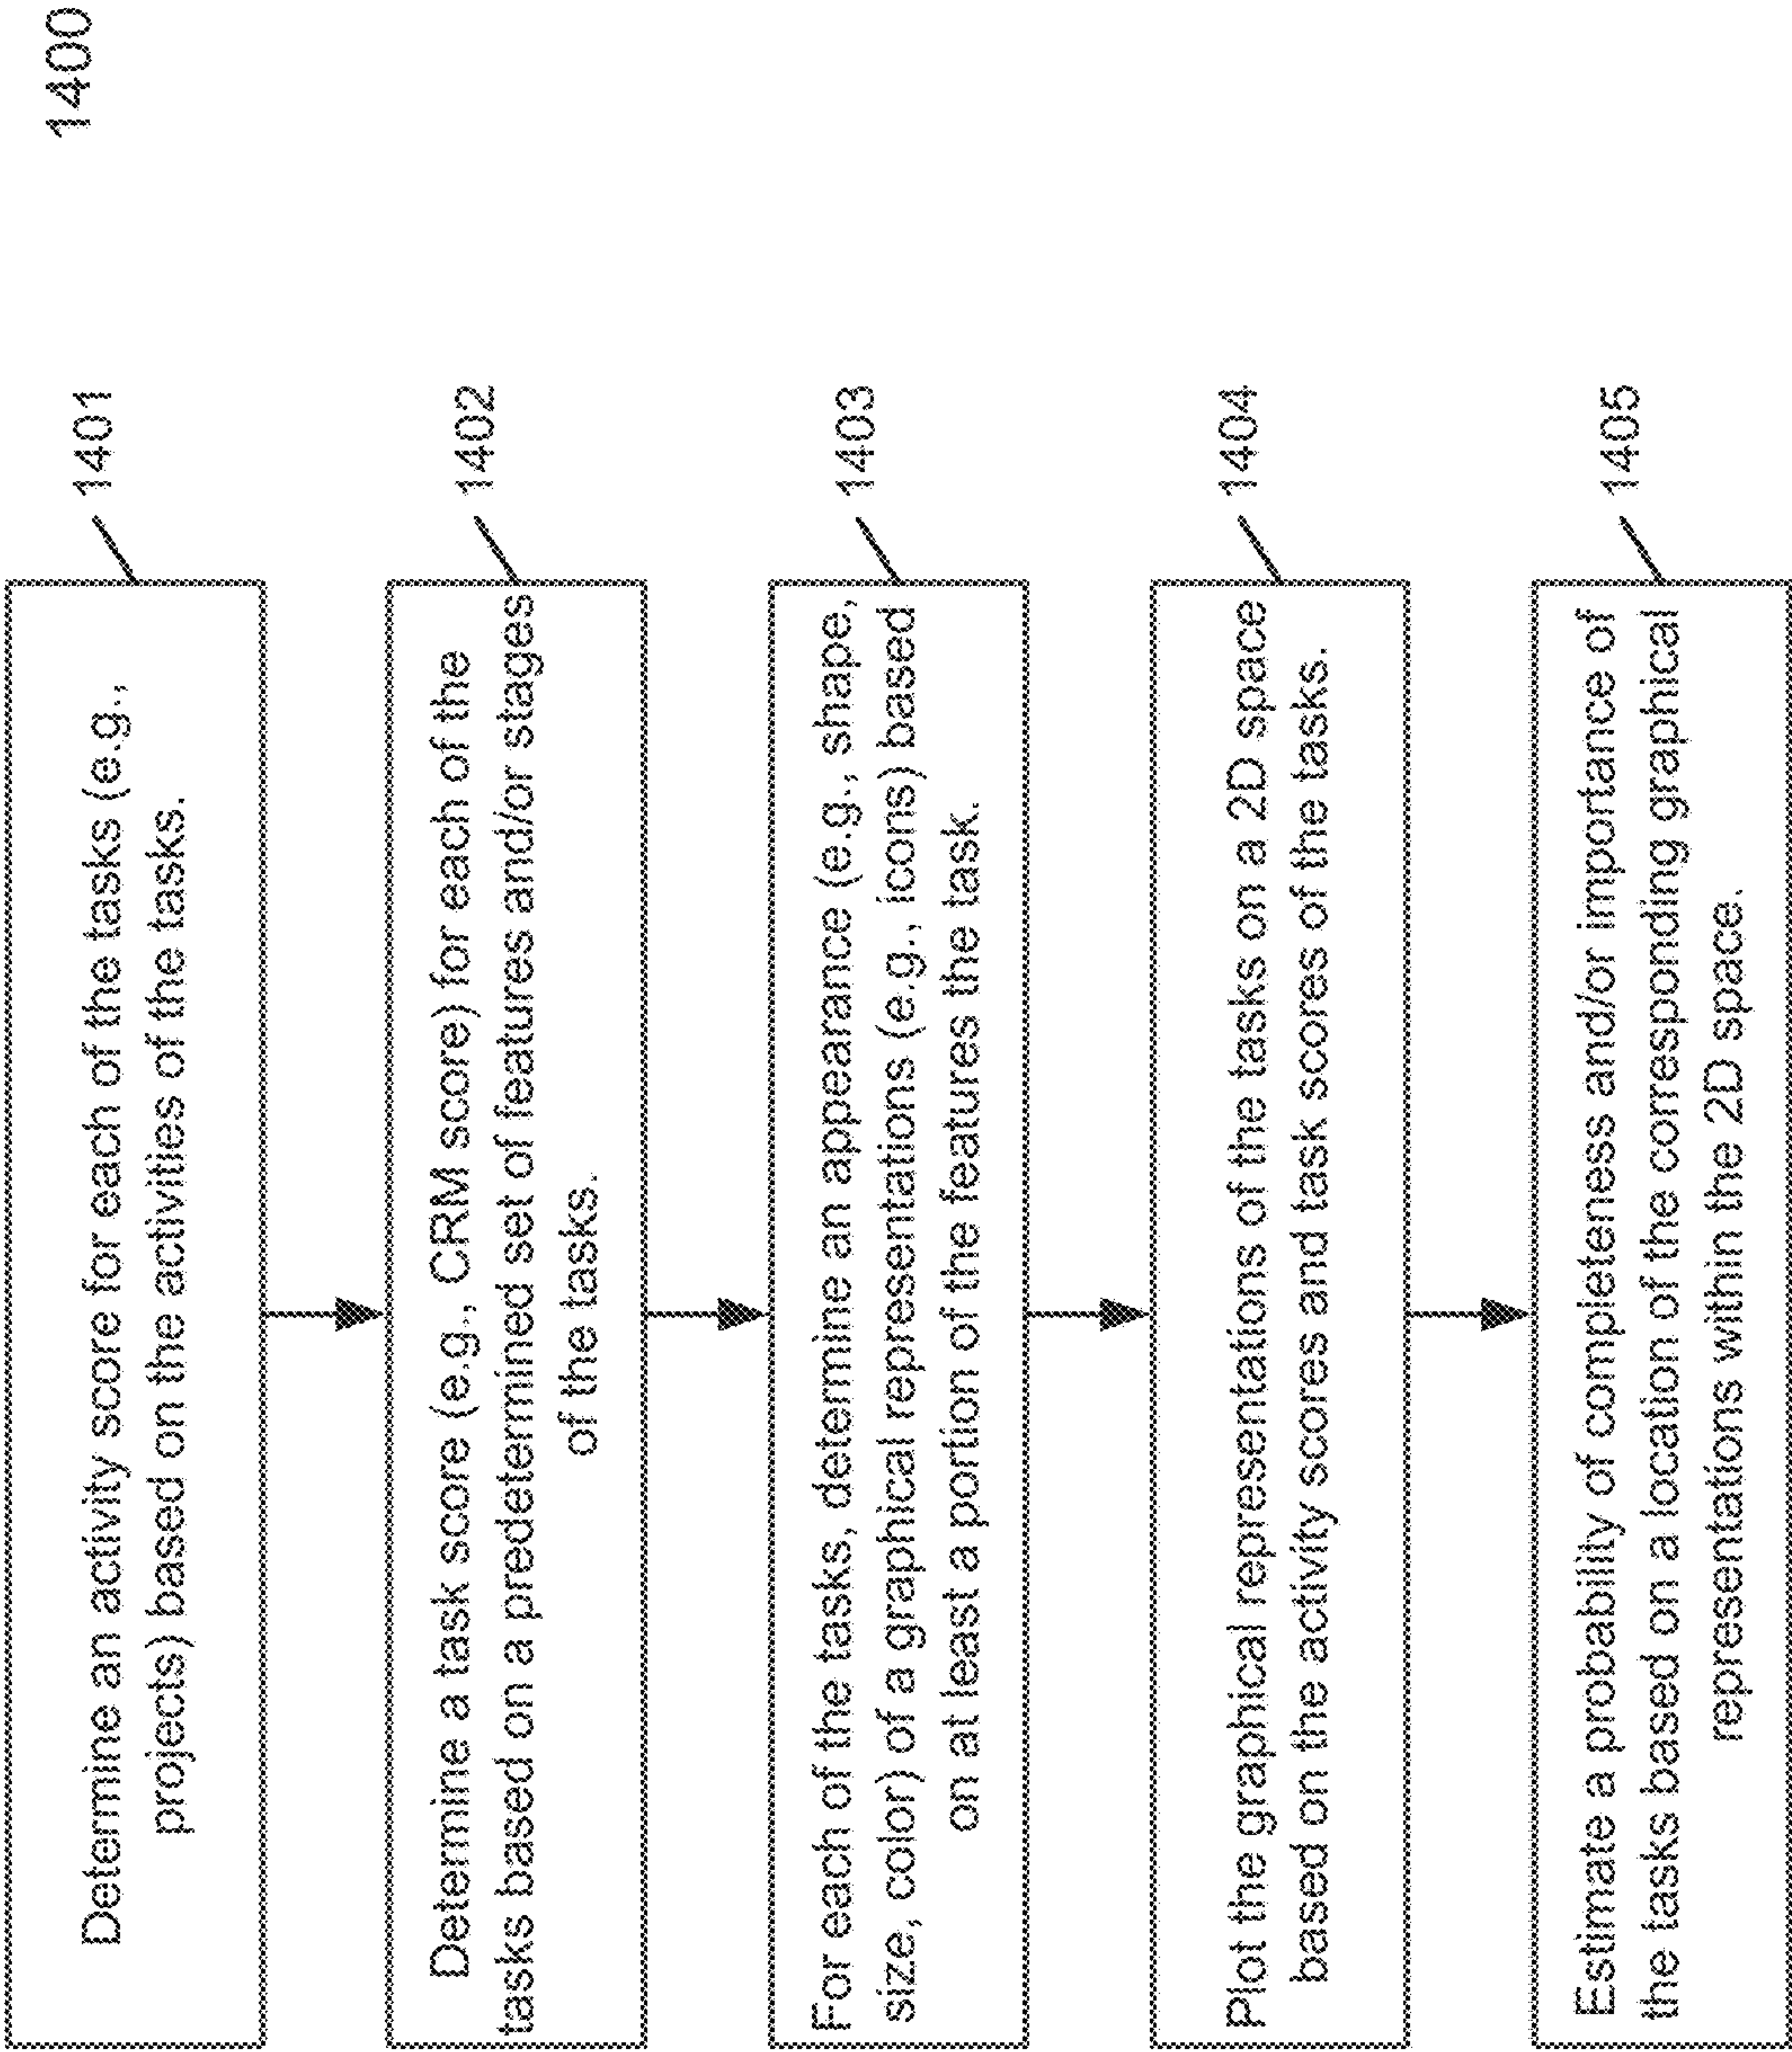 1400
Determine an activity score for each of the tasks (e.g.,
projects) based on the activities of the tasks.
1401
Determine a task score (e.g., CRM score) for each of the
tasks based on a predetermined set of features and/or stages
of the tasks.
1402
For each of the tasks, determine an appearance (e.g., shape,
size, color) of a graphical representations (e.g., icons) based
on at least a portion of the features the task.
1403
Plot the graphical representations of the tasks on a 2D space
based on the activity scores and task scores of the tasks.
1404
Estimate a probability of completeness and/or importance of
the tasks based on a location of the corresponding graphical
representations within the 2D space.
1405